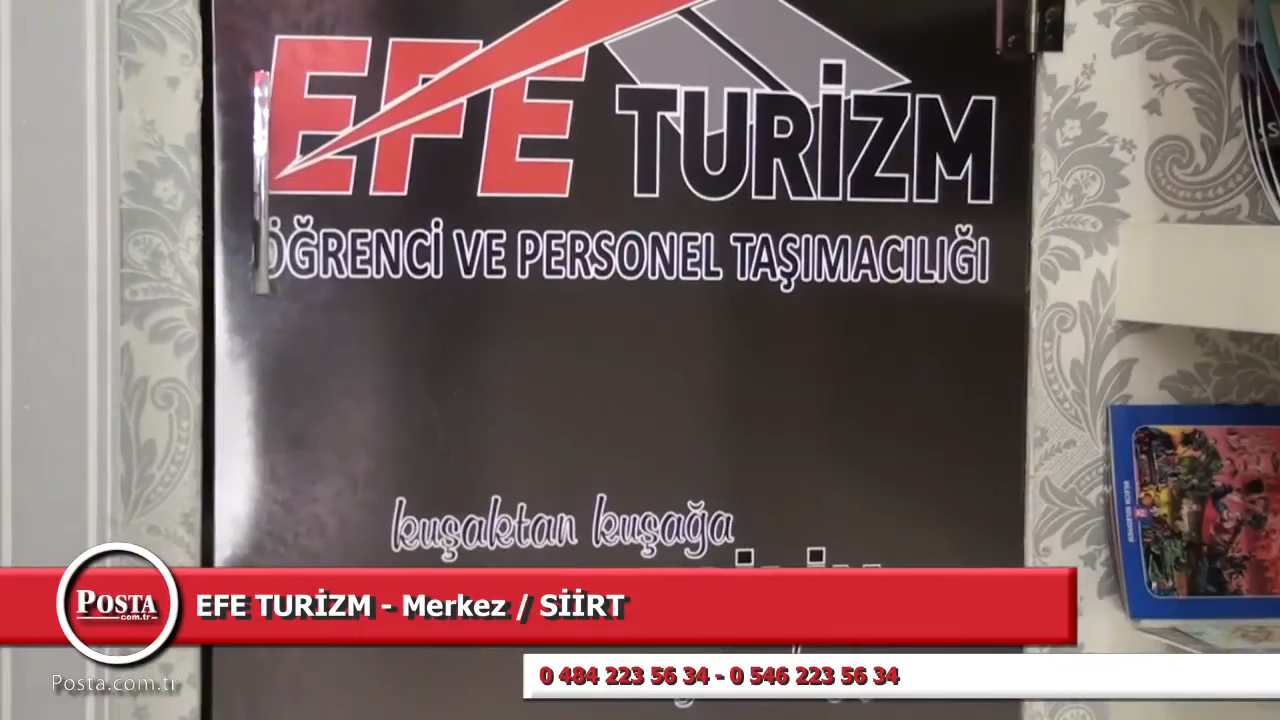 EFE TURİZM
ÖĞRENCİ VE PERSONEL TAŞIMACILIĞI
kuşaktan kuşağa
POSTA
com.tr
EFE TURİZM - Merkez / SİİRT
Posta.com.tr
0 484 223 56 34 - 0 546 223 56 34